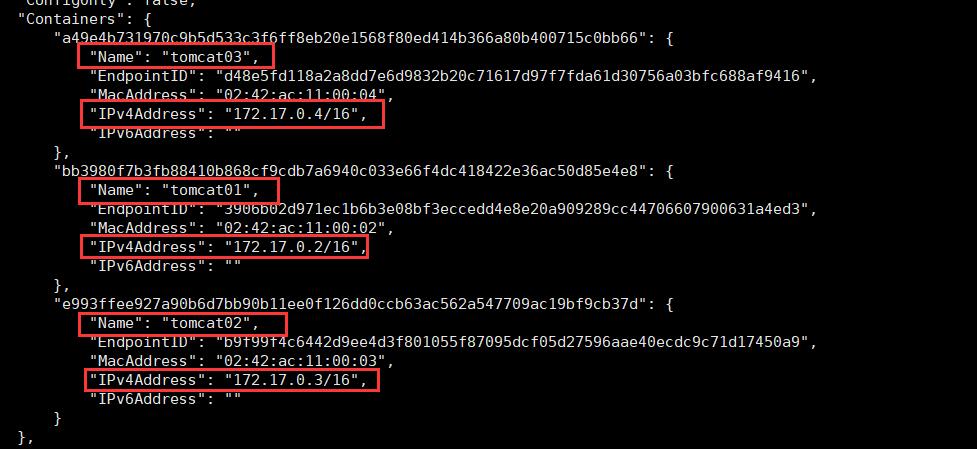 "ConfigOnly": false,
"Containers": {
"a49e4b731970c9b5d533c3f6ff8eb20e1568f80ed414b366a80b400715c0bb66": {
"Name": "tomcat03",
"EndpointID": "d48e5fd118a2a8dd7e6d9832b20c71617d97f7fda61d30756a03bfc688af9416",
"MacAddress": "02:42:ac:11:00:04",
"IPv4Address": "172.17.0.4/16",
"IPv6Address": ""
},
"bb3980f7b3fb88410b868cf9cdb7a6940c033e66f4dc418422e36ac50d85e4e8": {
"Name": "tomcat01",
"EndpointID": "3906b02d971ec1b6b3e08bf3eccedd4e8e20a909289cc44706607900631a4ed3",
"MacAddress": "02:42:ac:11:00:02",
"IPv4Address": "172.17.0.2/16",
"IPv6Address": ""
},
"e993ffee927a90b6d7bb90b11ee0f126dd0ccb63ac562a547709ac19bf9cb37d": {
"Name": "tomcat02",
"EndpointID": "b9f99f4c6442d9ee4d3f801055f87095dcf05d27596aae40ecdc9c71d17450a9",
"MacAddress": "02:42:ac:11:00:03",
"IPv4Address": "172.17.0.3/16",
"IPv6Address": ""
}
},